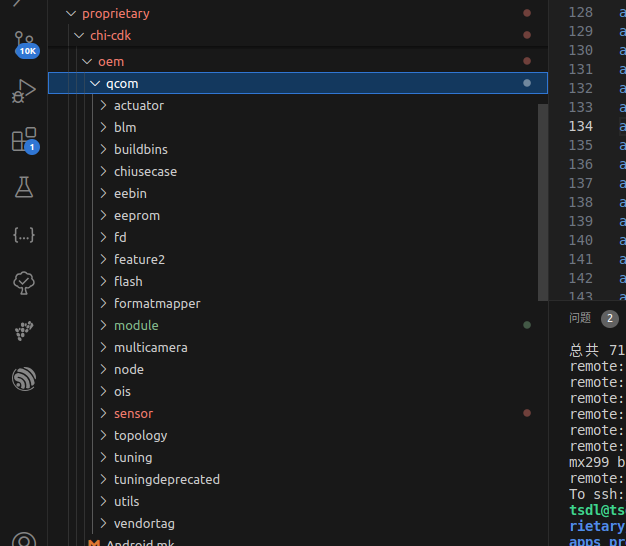 proprietary
chi-cdk
oem
qcom
actuator
blm
buildbins
chiusecase
eebin
eeprom
fd
feature2
flash
formatmapper
module
multicamera
node
ois
sensor
topology
tuning
tuningdeprecated
utils
vendortag
Android.mk
10K
1
{...}
128 a
129 a
130 a
131 a
132 a
133 a
134 a
135 a
136 a
137 a
138 a
139 a
140 a
141 a
142 a
143 a
问题 2
总共 71
remote:
remote:
remote:
remote:
remote:
remote:
mx299 b
remote:
To ssh:
tsdl@ts
rietary
apps pr